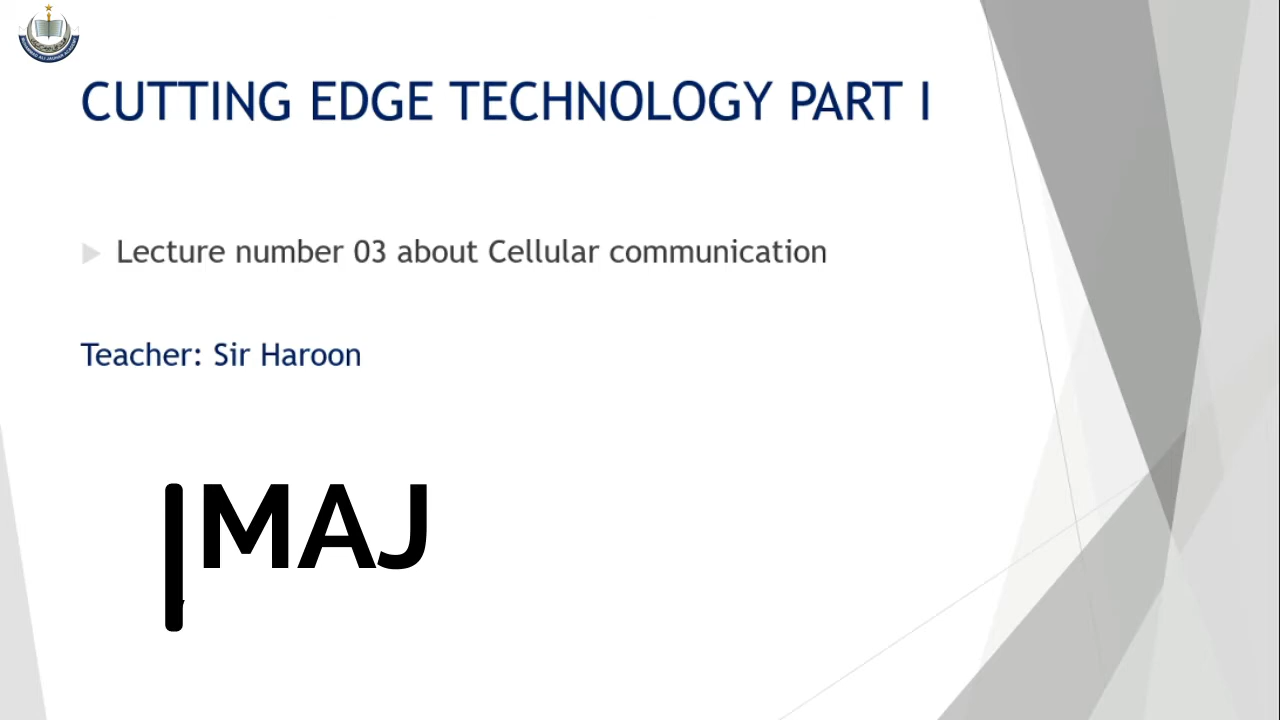 CUTTING EDGE TECHNOLOGY PART I
Lecture number 03 about Cellular communication
Teacher: Sir Haroon
MAJ